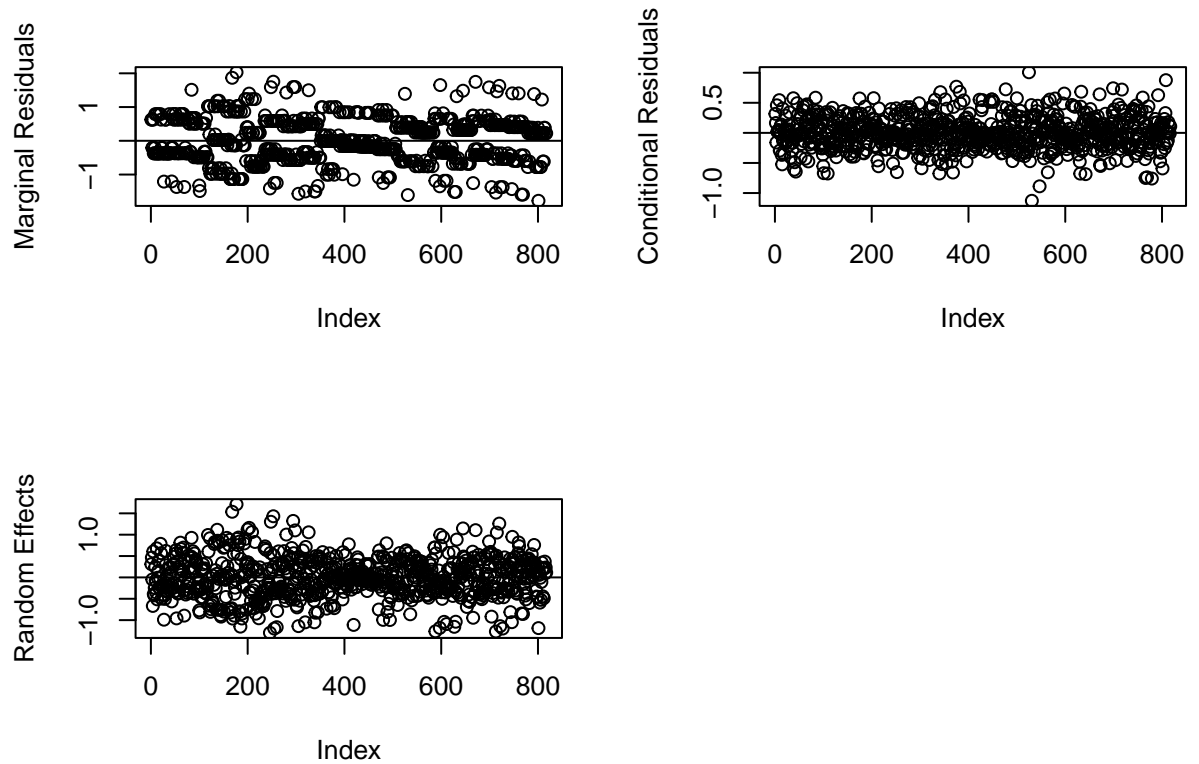 Marginal Residuals
1
−1
0 200 400 600 800
Index
Conditional Residuals
0.5
−1.0
0 200 400 600 800
Index
Random Effects
1.0
−1.0
0 200 400 600 800
Index